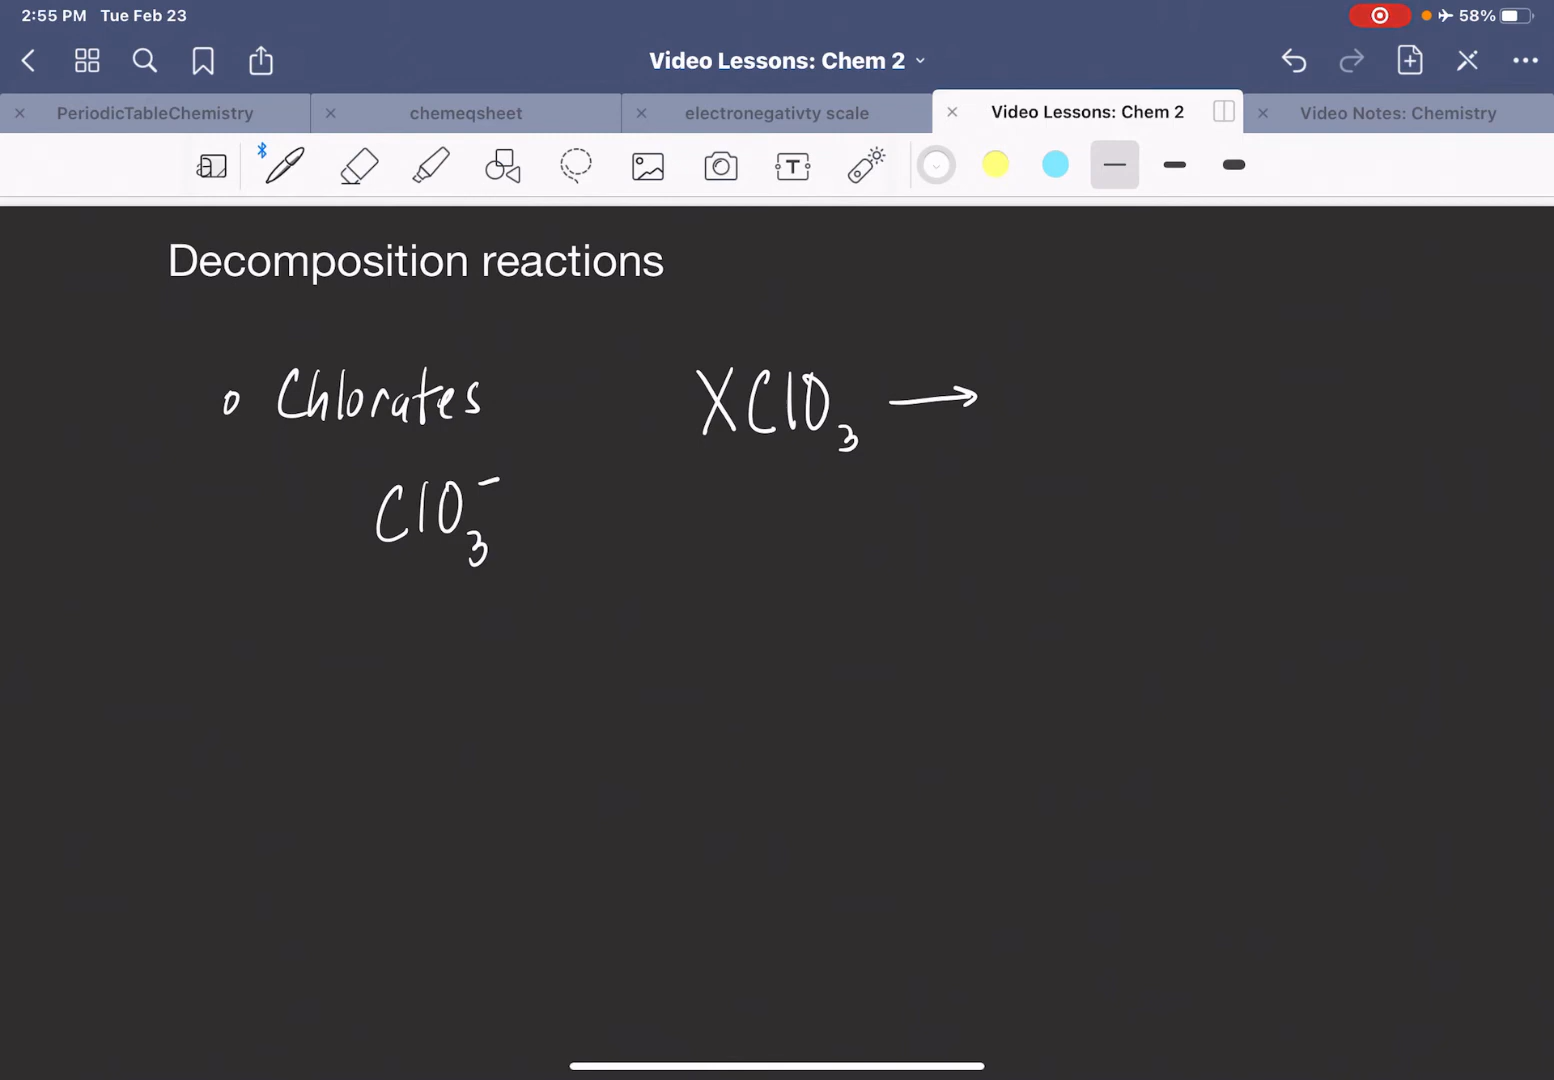 2:55 PM Tue Feb 23
58%
Video Lessons: Chem 2
PeriodicTableChemistry
chemeqsheet
electronegativty scale
Video Lessons: Chem 2
Video Notes: Chemistry
a
T
Decomposition reactions
o Chlorates XClO₃ →
ClO₃⁻